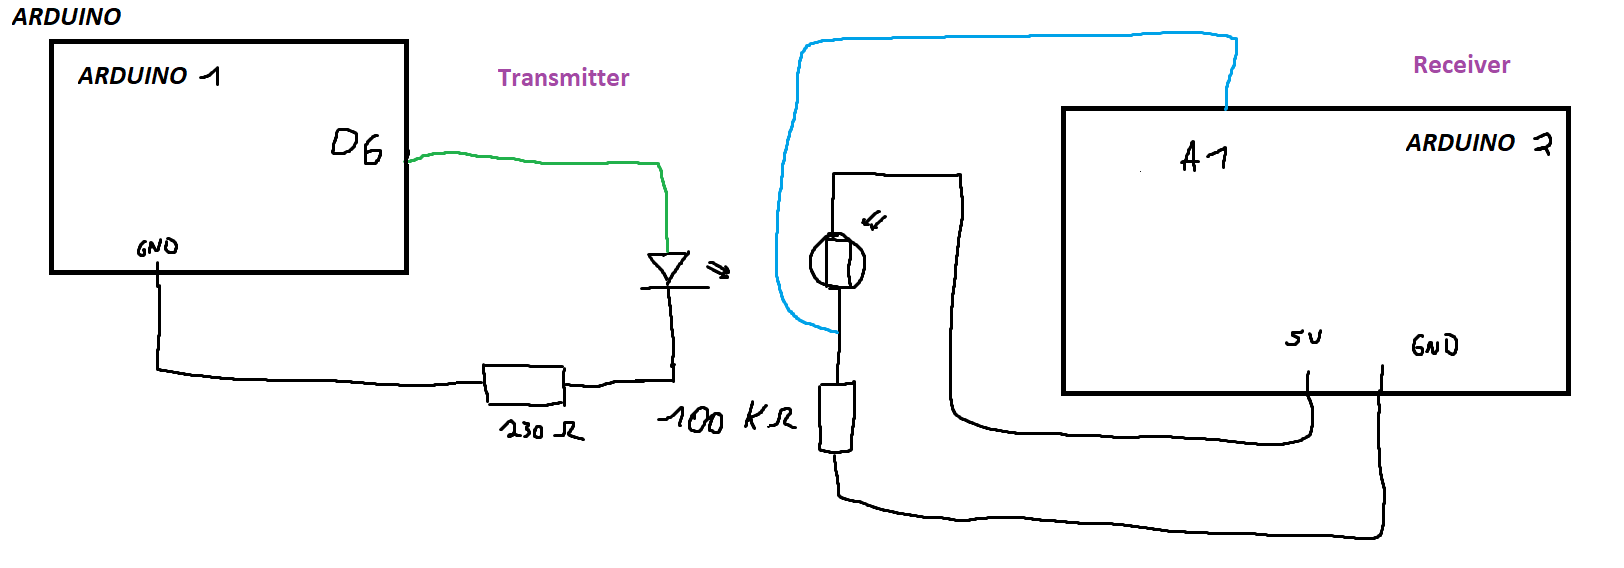 ARDUINO
ARDUINO 1
Transmitter
Receiver
D6
ARDUINO 2
A1
GND
5V
GND
230 Ω
100 KΩ